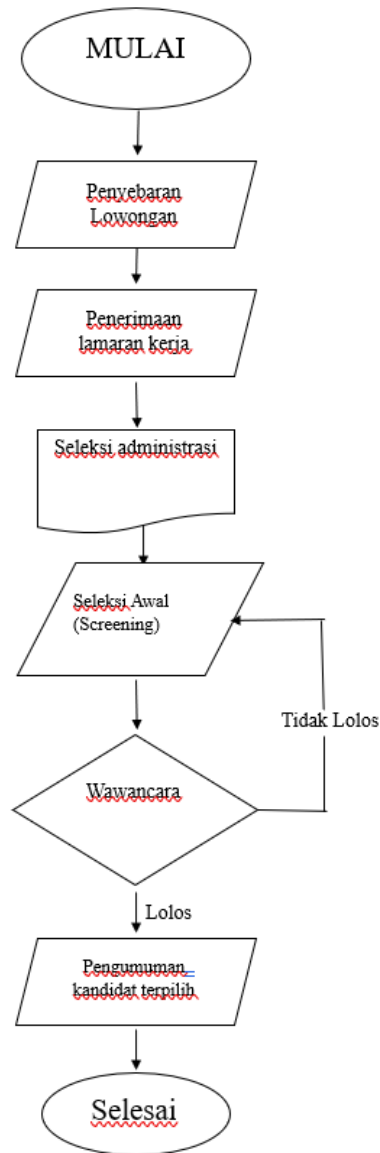 MULAI
Penyebaran
Lowongan
Penerimaan
lamaran kerja
Seleksi administrasi
Seleksi Awal
(Screening)
Tidak Lolos
Wawancara
Lolos
Pengumuman
kandidat terpilih
Selesai